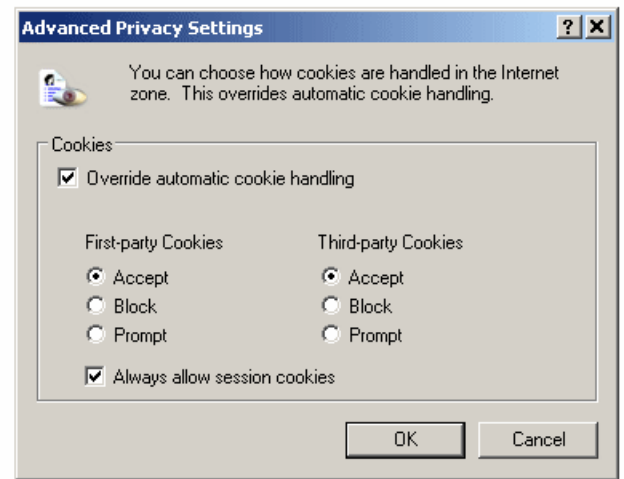 Advanced Privacy Settings
You can choose how cookies are handled in the Internet
zone. This overrides automatic cookie handling.
Cookies
Override automatic cookie handling
First-party Cookies
Third-party Cookies
Accept
Accept
Block
Block
Prompt
Prompt
Always allow session cookies
OK
Cancel